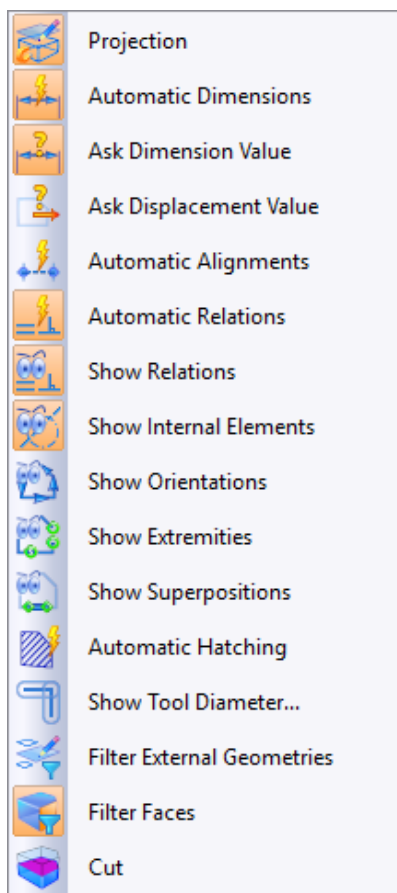 Projection
Automatic Dimensions
Ask Dimension Value
Ask Displacement Value
Automatic Alignments
Automatic Relations
Show Relations
Show Internal Elements
Show Orientations
Show Extremities
Show Superpositions
Automatic Hatching
Show Tool Diameter...
Filter External Geometries
Filter Faces
Cut